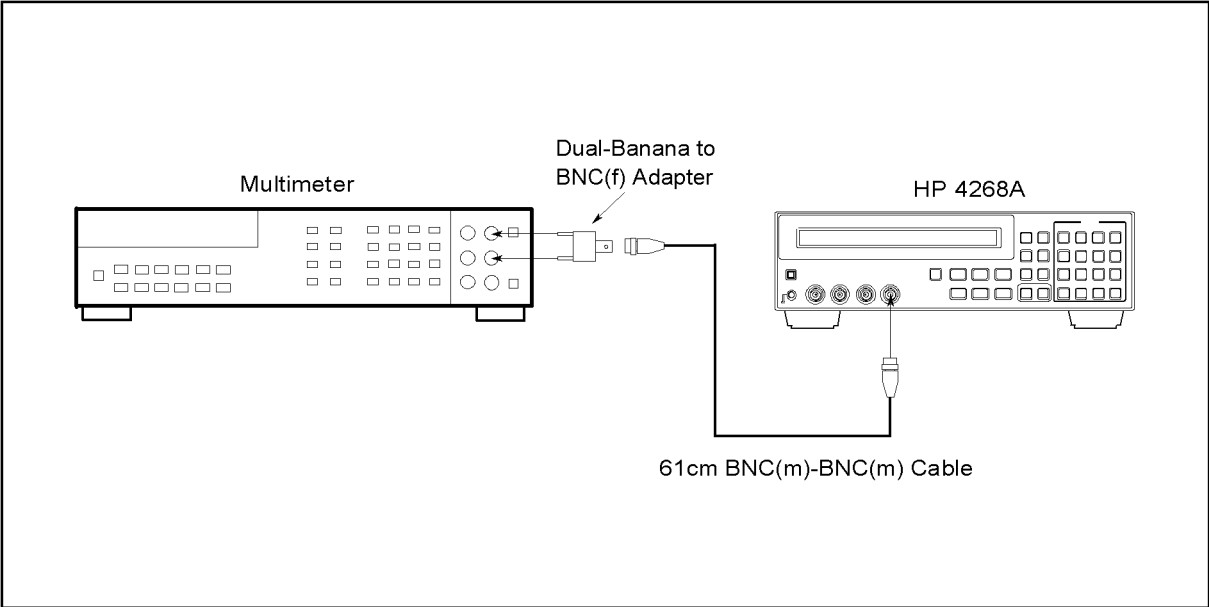 Dual-Banana to
BNC(f) Adapter
Multimeter
HP 4268A
61cm BNC(m)-BNC(m) Cable